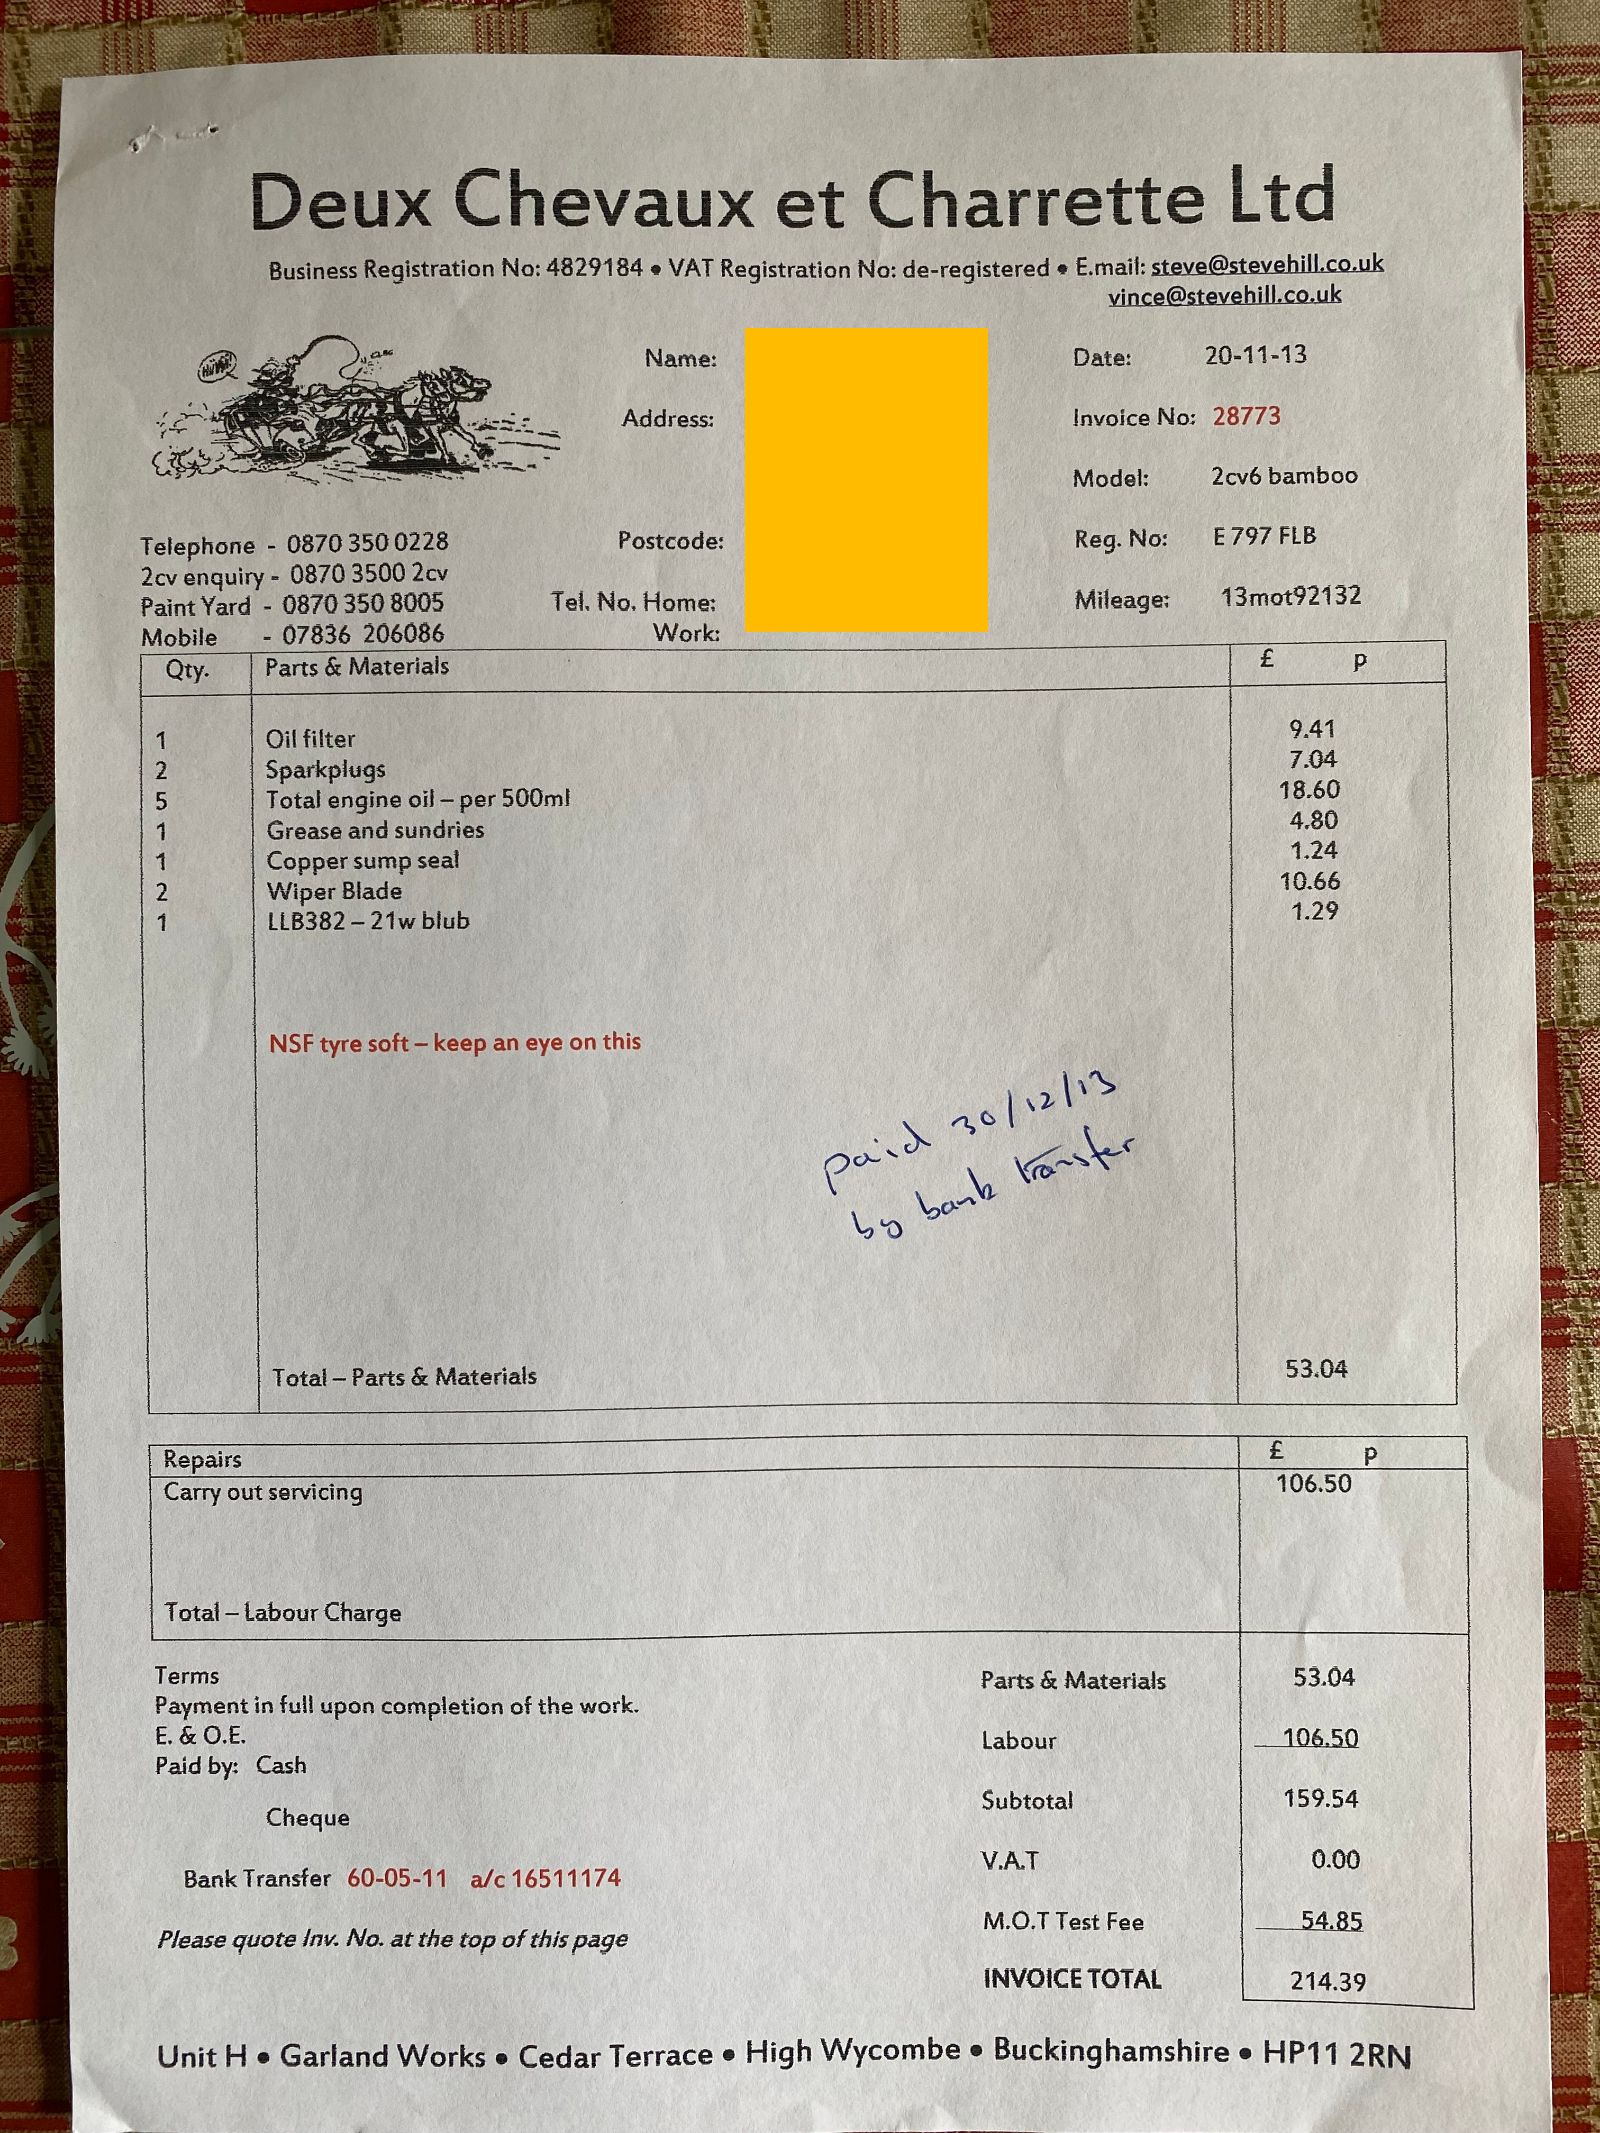 Deux Chevaux et Charrette Ltd
Business Registration No: 4829184 • VAT Registration No: de-registered • E.mail: steve@stevehill.co.uk
vince@stevehill.co.uk
Name:
Address:
Postcode:
Tel. No. Home:
Work:
Date: 20-11-13
Invoice No: 28773
Model: 2cv6 bamboo
Reg. No: E 797 FLB
Mileage: 13mot92132
Telephone - 0870 350 0228
2cv enquiry - 0870 3500 2cv
Paint Yard - 0870 350 8005
Mobile - 07836 206086
Qty. Parts & Materials £ p
1 Oil filter 9.41
2 Sparkplugs 7.04
5 Total engine oil – per 500ml 18.60
1 Grease and sundries 4.80
1 Copper sump seal 1.24
2 Wiper Blade 10.66
1 LLB382 – 21w blub 1.29
NSF tyre soft – keep an eye on this
paid 30/12/13
by bank transfer
Total – Parts & Materials 53.04
Repairs £ p
Carry out servicing 106.50
Total – Labour Charge
Terms
Payment in full upon completion of the work.
E. & O.E.
Paid by: Cash
Cheque
Bank Transfer 60-05-11 a/c 16511174
Please quote Inv. No. at the top of this page
Parts & Materials 53.04
Labour 106.50
Subtotal 159.54
V.A.T 0.00
M.O.T Test Fee 54.85
INVOICE TOTAL 214.39
Unit H • Garland Works • Cedar Terrace • High Wycombe • Buckinghamshire • HP11 2RN